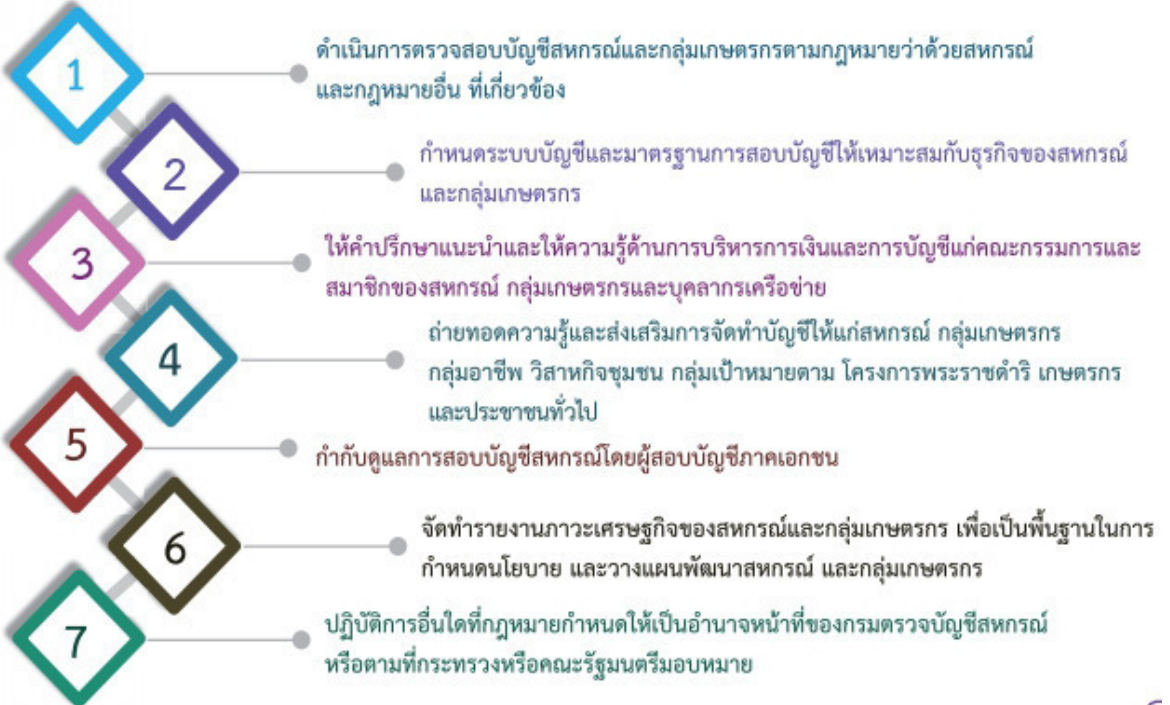 1
ดำเนินการตรวจสอบบัญชีสหกรณ์และกลุ่มเกษตรกรตามกฎหมายว่าด้วยสหกรณ์
และกฎหมายอื่น ที่เกี่ยวข้อง
2
กำหนดระบบบัญชีและมาตรฐานการสอบบัญชีให้เหมาะสมกับธุรกิจของสหกรณ์
และกลุ่มเกษตรกร
3
ให้คำปรึกษาแนะนำและให้ความรู้ด้านการบริหารการเงินและการบัญชีแก่คณะกรรมการและ
สมาชิกของสหกรณ์ กลุ่มเกษตรกรและบุคลากรเครือข่าย
4
ถ่ายทอดความรู้และส่งเสริมการจัดทำบัญชีให้แก่สหกรณ์ กลุ่มเกษตรกร
กลุ่มอาชีพ วิสาหกิจชุมชน กลุ่มเป้าหมายตาม โครงการพระราชดำริ เกษตรกร
และประชาชนทั่วไป
5
กำกับดูแลการสอบบัญชีสหกรณ์โดยผู้สอบบัญชีภาคเอกชน
6
จัดทำรายงานภาวะเศรษฐกิจของสหกรณ์และกลุ่มเกษตรกร เพื่อเป็นพื้นฐานในการ
กำหนดนโยบาย และวางแผนพัฒนาสหกรณ์ และกลุ่มเกษตรกร
7
ปฏิบัติการอื่นใดที่กฎหมายกำหนดให้เป็นอำนาจหน้าที่ของกรมตรวจบัญชีสหกรณ์
หรือตามที่กระทรวงหรือคณะรัฐมนตรีมอบหมาย